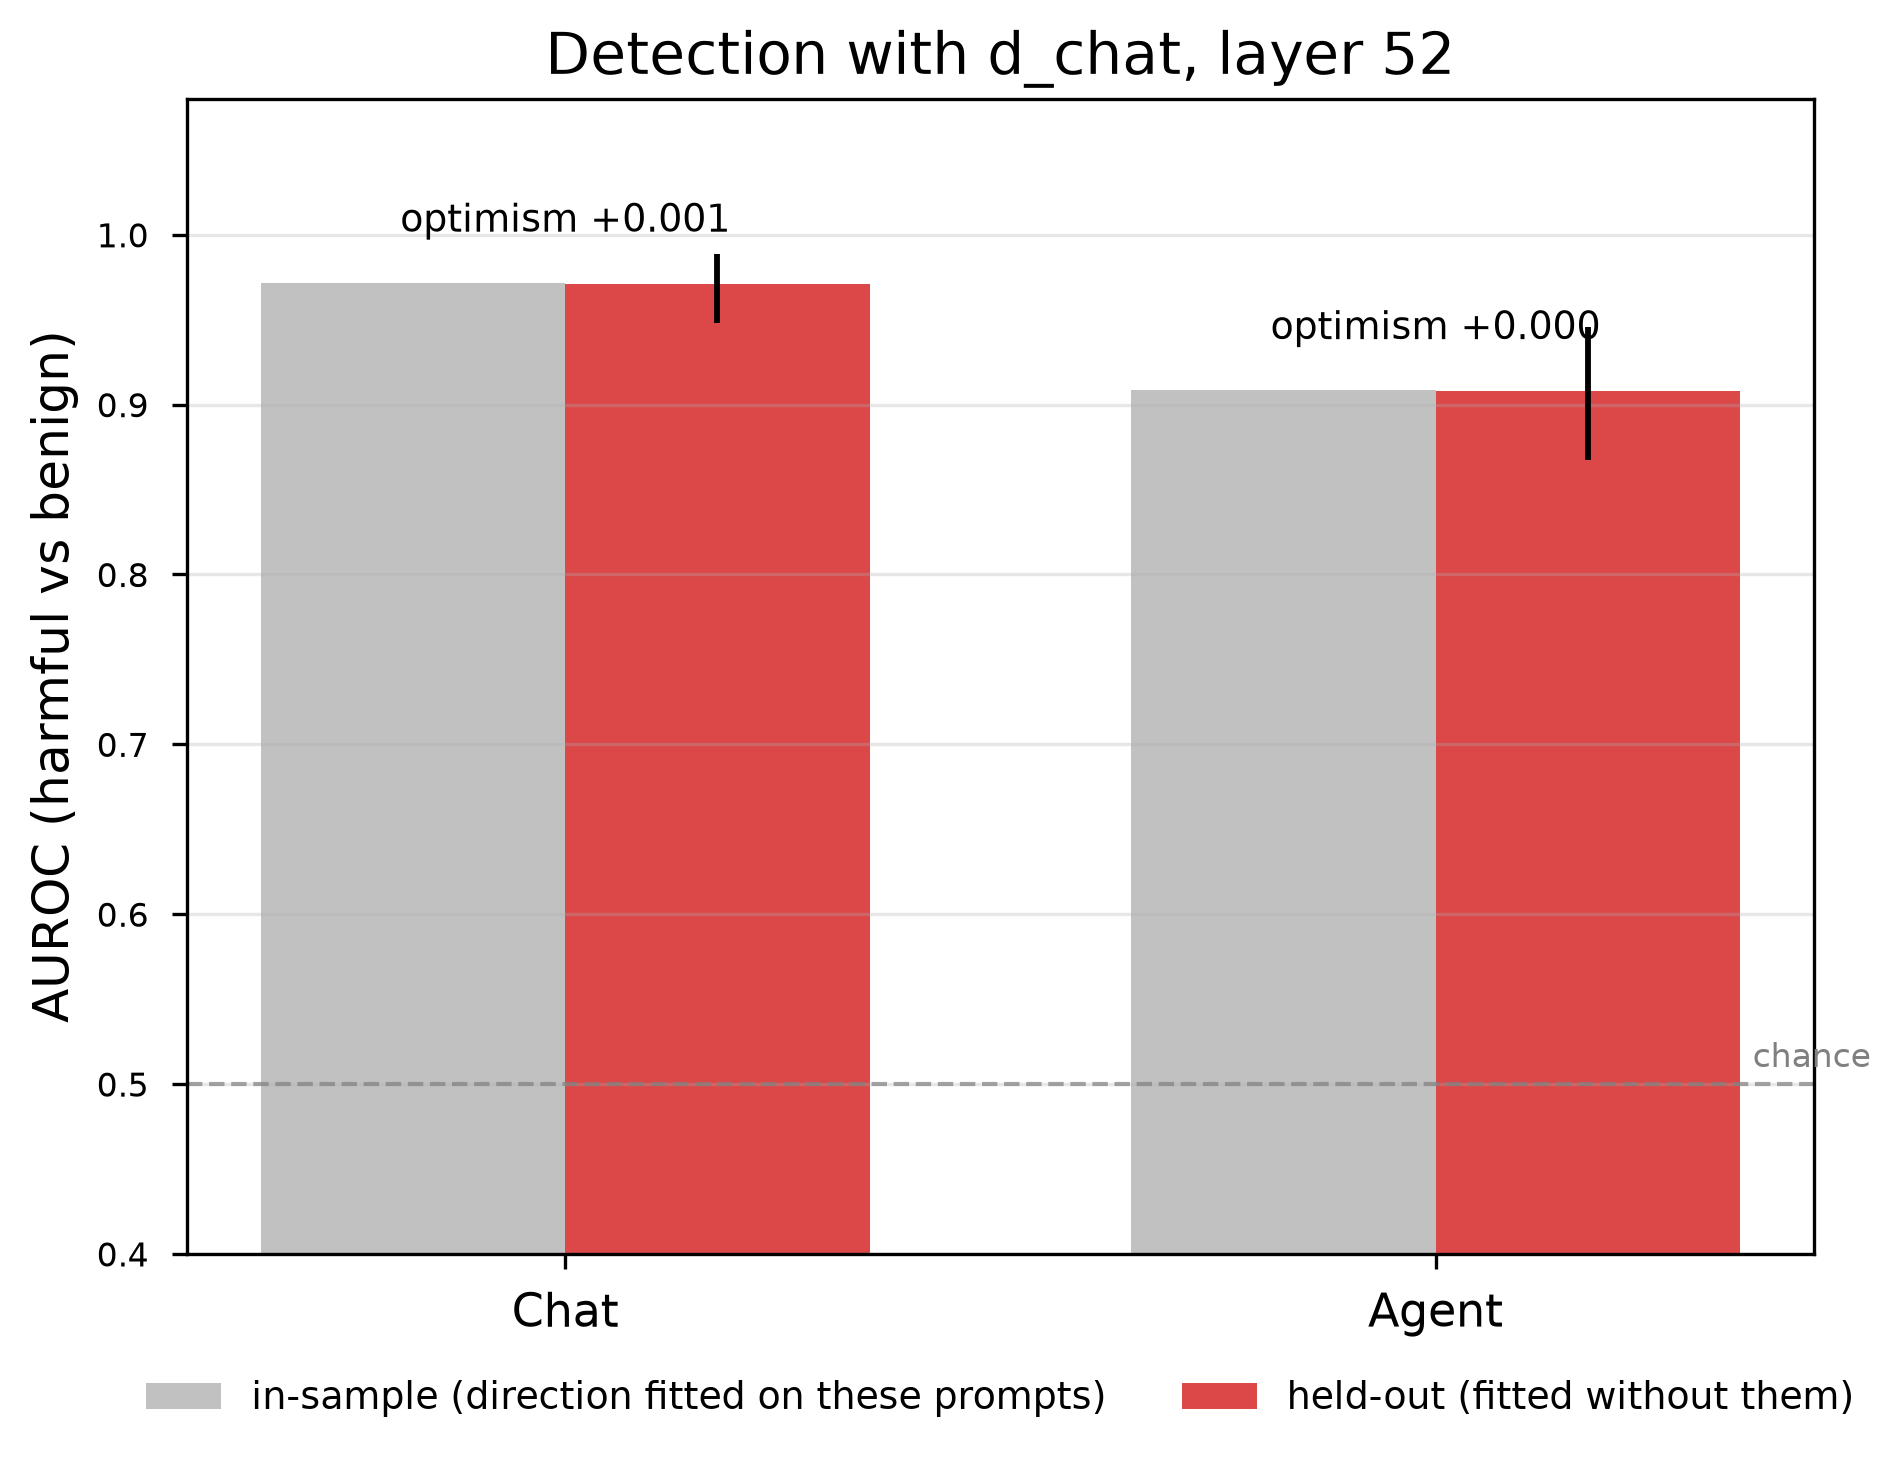 Detection with d_chat, layer 52
AUROC (harmful vs benign)
1.0
0.9
0.8
0.7
0.6
0.5
0.4
optimism +0.001
optimism +0.000
chance
Chat
Agent
in-sample (direction fitted on these prompts)
held-out (fitted without them)